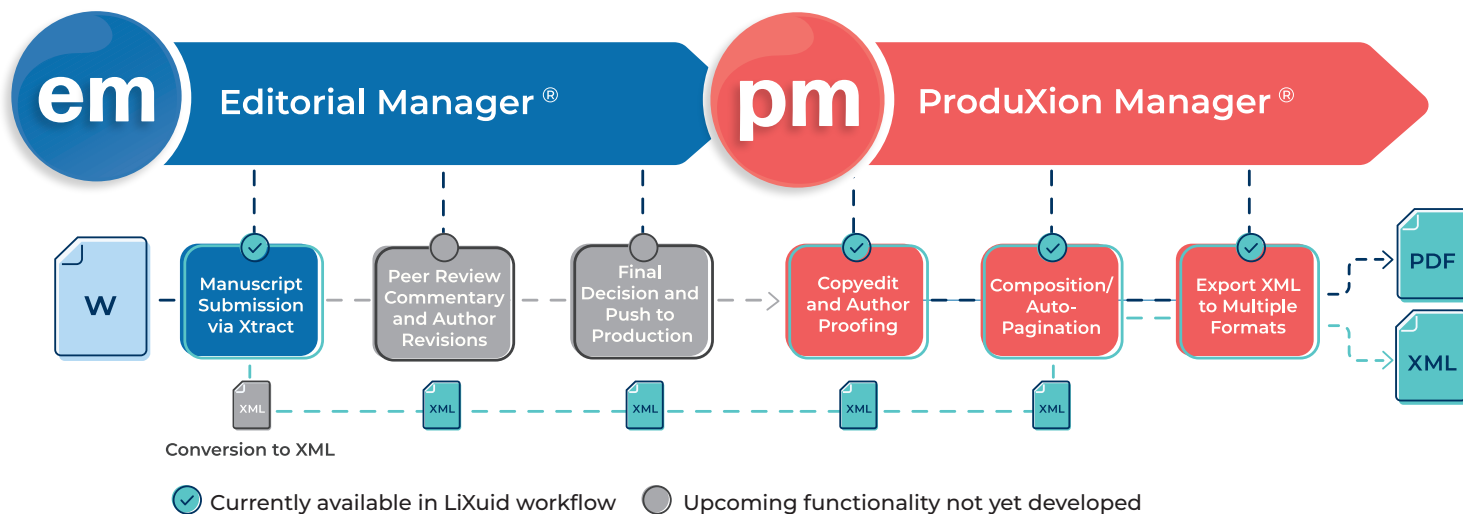 em
Editorial Manager ®
pm
ProduXion Manager ®
W
Manuscript
Submission
via Xtract
Peer Review
Commentary
and Author
Revisions
Final
Decision and
Push to
Production
Copyedit
and Author
Proofing
Composition/
Auto-
Pagination
Export XML
to Multiple
Formats
PDF
XML
XML
XML
XML
XML
XML
Conversion to XML
Currently available in LiXuid workflow
Upcoming functionality not yet developed